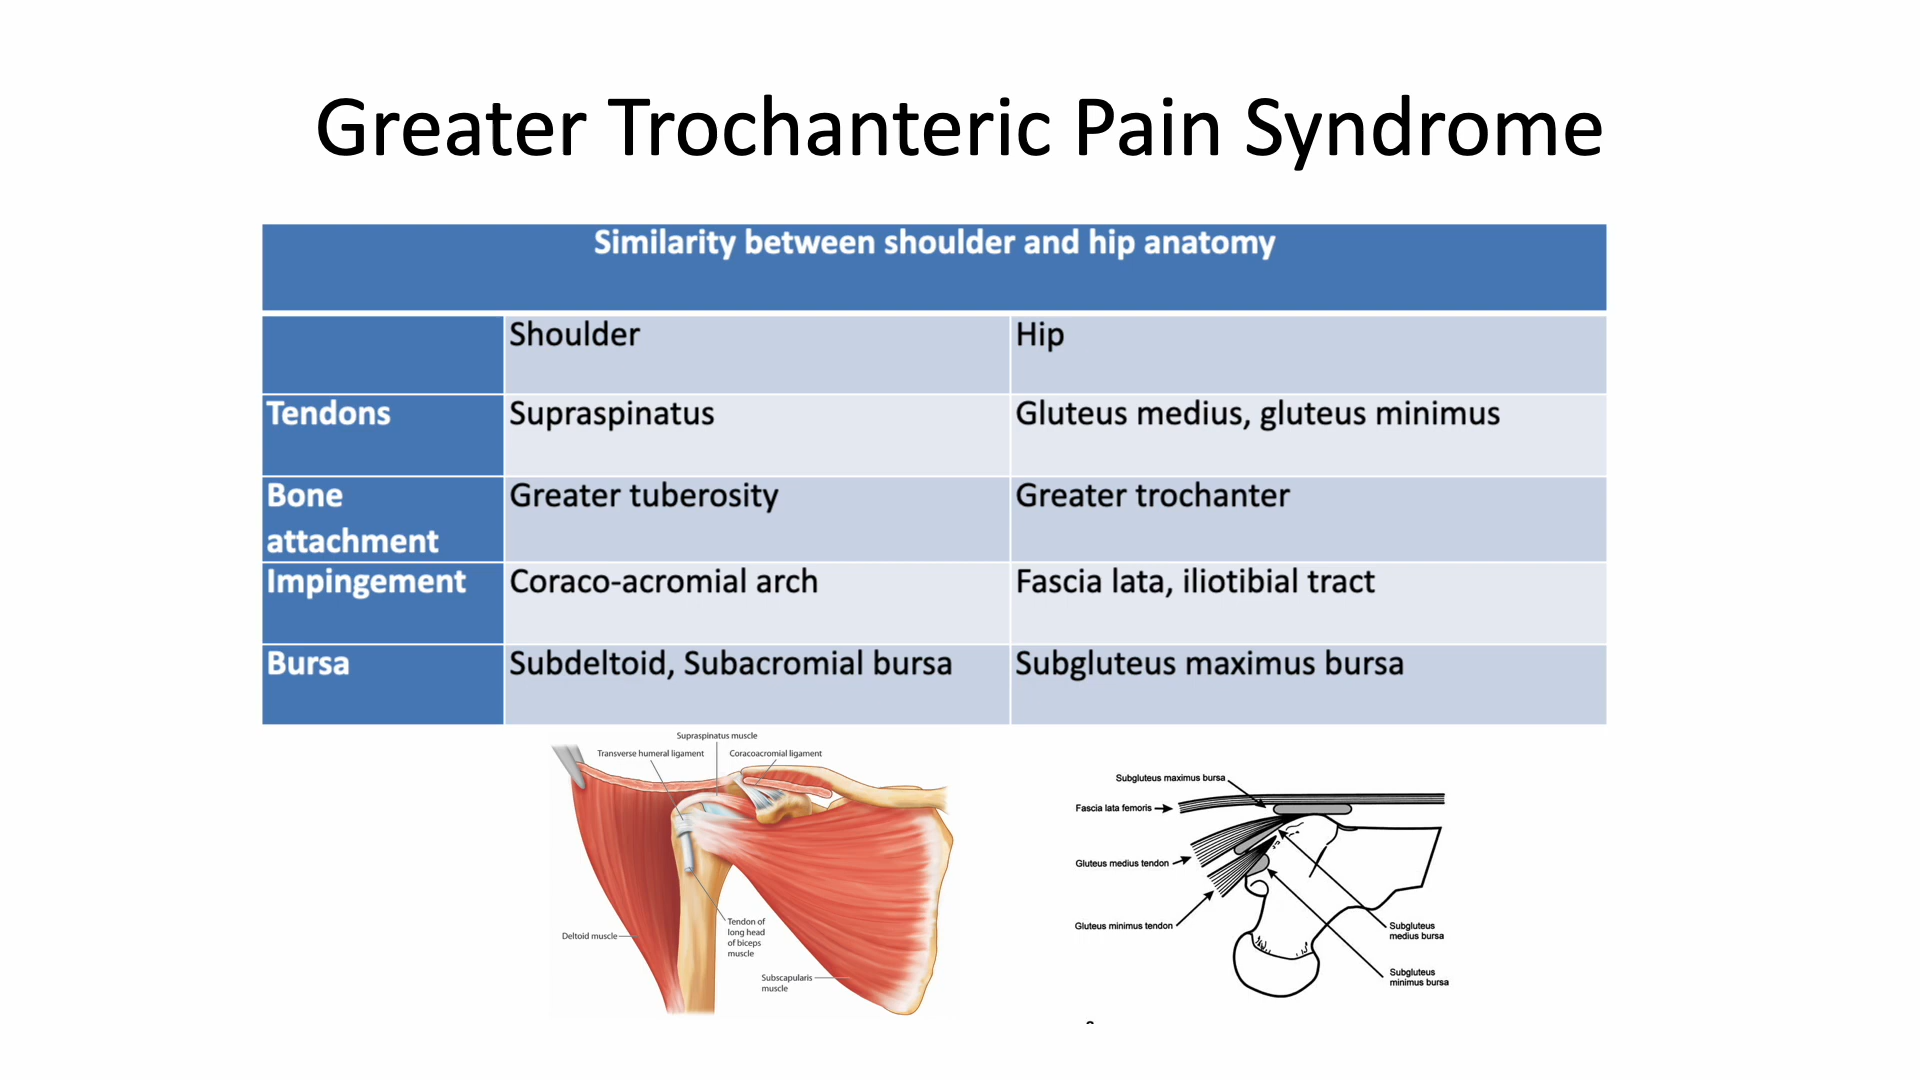 Greater Trochanteric Pain Syndrome
Similarity between shoulder and hip anatomy
Shoulder Hip
Tendons Supraspinatus Gluteus medius, gluteus minimus
Bone attachment Greater tuberosity Greater trochanter
Impingement Coraco-acromial arch Fascia lata, iliotibial tract
Bursa Subdeltoid, Subacromial bursa Subgluteus maximus bursa
Supraspinatus muscle
Transverse humeral ligament
Coracoacromial ligament
Deltoid muscle
Tendon of
long head
of biceps
muscle
Subscapularis
muscle
Subgluteus maximus bursa
Fascia lata femoris
Gluteus medius tendon
Gluteus minimus tendon
Subgluteus
medius bursa
Subgluteus
minimus bursa